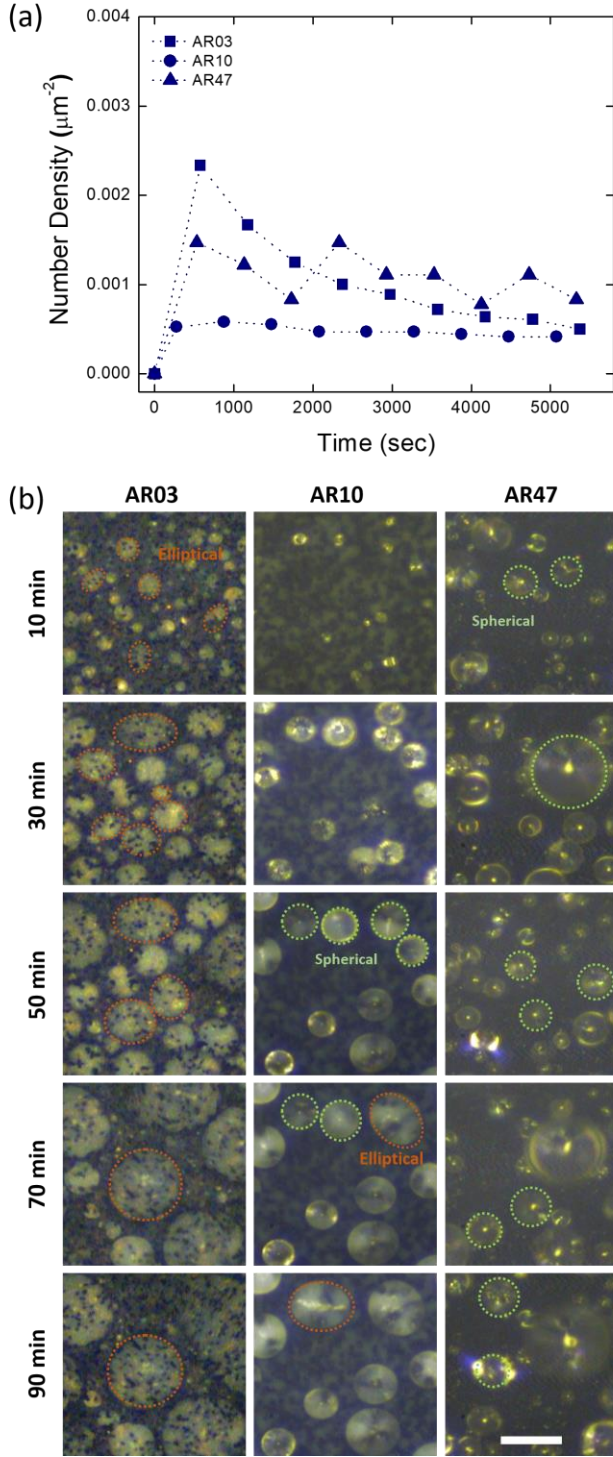 (a)
0.004
0.003
0.002
0.001
0.000
Number Density (μm⁻²)
AR03
AR10
AR47
0 1000 2000 3000 4000 5000
Time (sec)
(b)
AR03 AR10 AR47
10 min
Elliptical
Spherical
30 min
50 min
Spherical
70 min
Elliptical
90 min